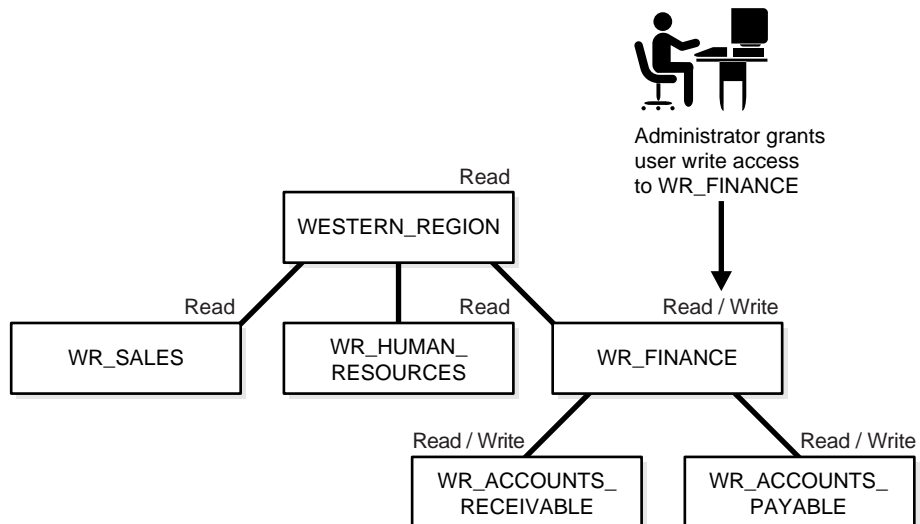 Administrator grants
user write access
to WR_FINANCE
Read
WESTERN_REGION
Read
Read
Read / Write
WR_SALES
WR_HUMAN_
RESOURCES
WR_FINANCE
Read / Write
Read / Write
WR_ACCOUNTS_
RECEIVABLE
WR_ACCOUNTS_
PAYABLE